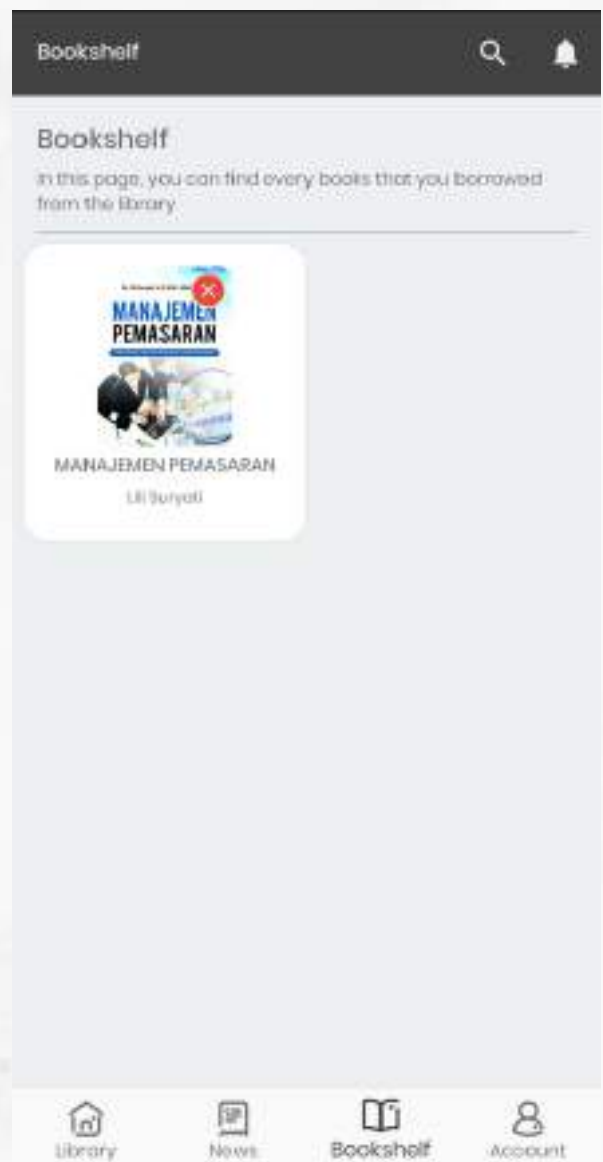 Bookshelf
Bookshelf
In this page, you can find every books that you borrowed
from the library
MANAJEMEN
PEMASARAN
MANAJEMEN PEMASARAN
Lili Suryati
Library
News
Bookshelf
Account